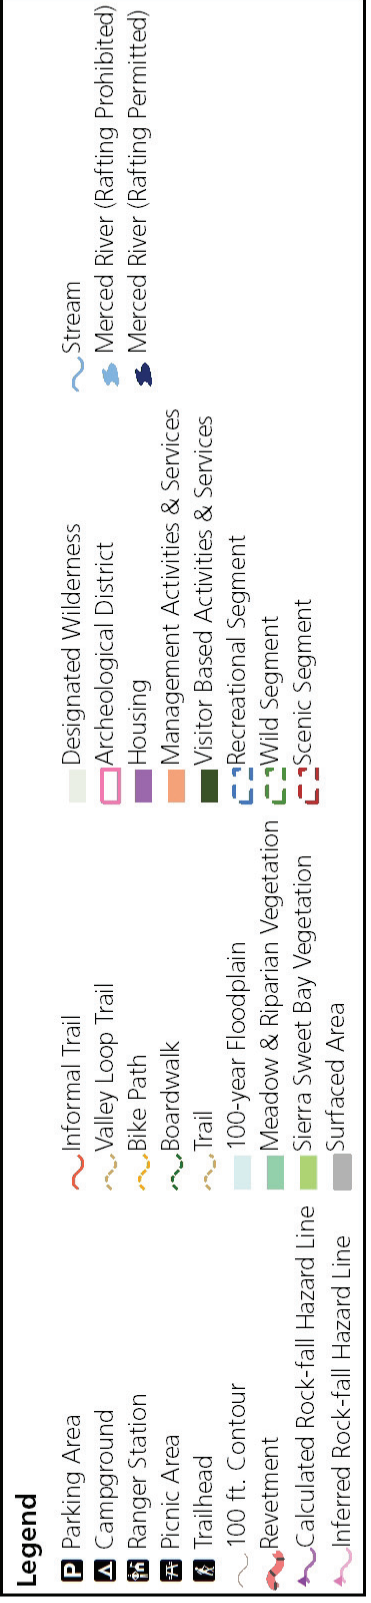 Legend
P Parking Area
Campground
Ranger Station
Picnic Area
Trailhead
100 ft. Contour
Revetment
Calculated Rock-fall Hazard Line
Inferred Rock-fall Hazard Line
Informal Trail
Valley Loop Trail
Bike Path
Boardwalk
Trail
100-year Floodplain
Meadow & Riparian Vegetation
Sierra Sweet Bay Vegetation
Surfaced Area
Designated Wilderness
Archeological District
Housing
Management Activities & Services
Visitor Based Activities & Services
Recreational Segment
Wild Segment
Scenic Segment
Stream
Merced River (Rafting Prohibited)
Merced River (Rafting Permitted)